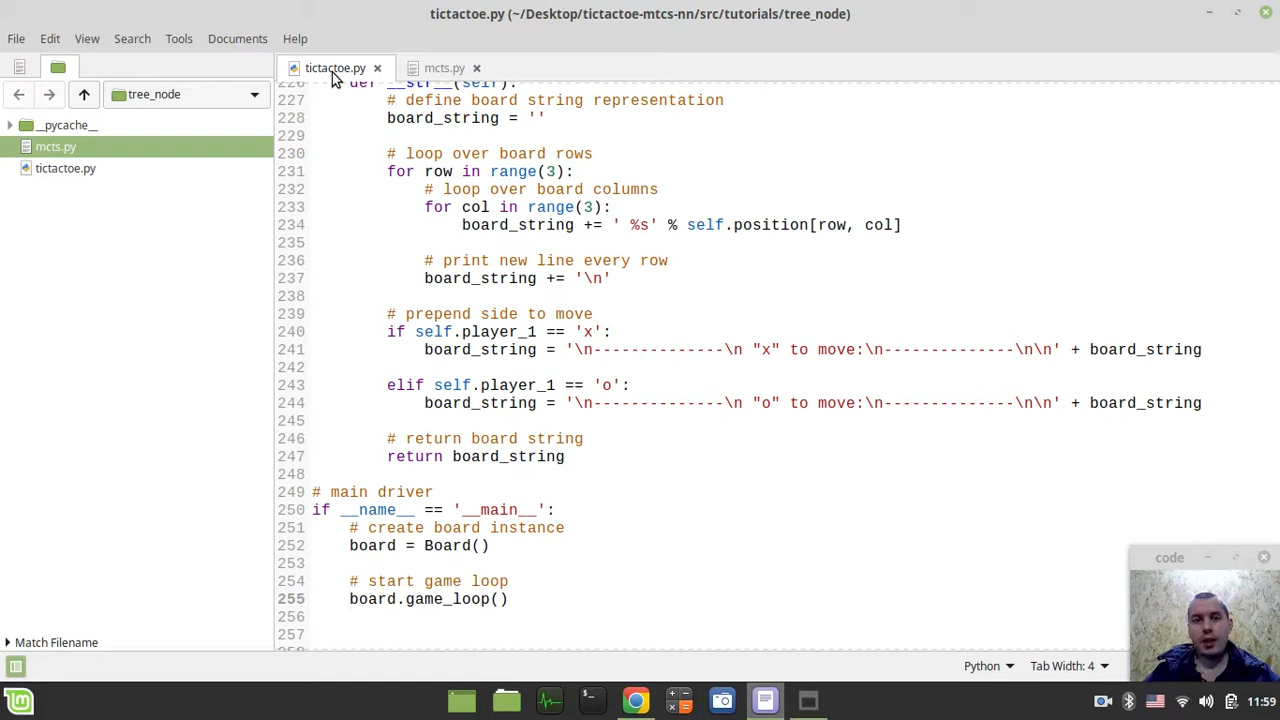 tictactoe.py (~/Desktop/tictactoe-mtcs-nn/src/tutorials/tree_node)
File Edit View Search Tools Documents Help
tictactoe.py
mcts.py
tree_node
__pycache__
mcts.py
tictactoe.py
226 def __str__(self):
227 # define board string representation
228 board_string = ''
229
230 # loop over board rows
231 for row in range(3):
232 # loop over board columns
233 for col in range(3):
234 board_string += ' %s' % self.position[row, col]
235
236 # print new line every row
237 board_string += '\n'
238
239 # prepend side to move
240 if self.player_1 == 'x':
241 board_string = '\n--------------\n "x" to move:\n--------------\n\n' + board_string
242
243 elif self.player_1 == 'o':
244 board_string = '\n--------------\n "o" to move:\n--------------\n\n' + board_string
245
246 # return board string
247 return board_string
248
249 # main driver
250 if __name__ == '__main__':
251 # create board instance
252 board = Board()
253
254 # start game loop
255 board.game_loop()
256
257
Match Filename
code
Python Tab Width: 4
11:59